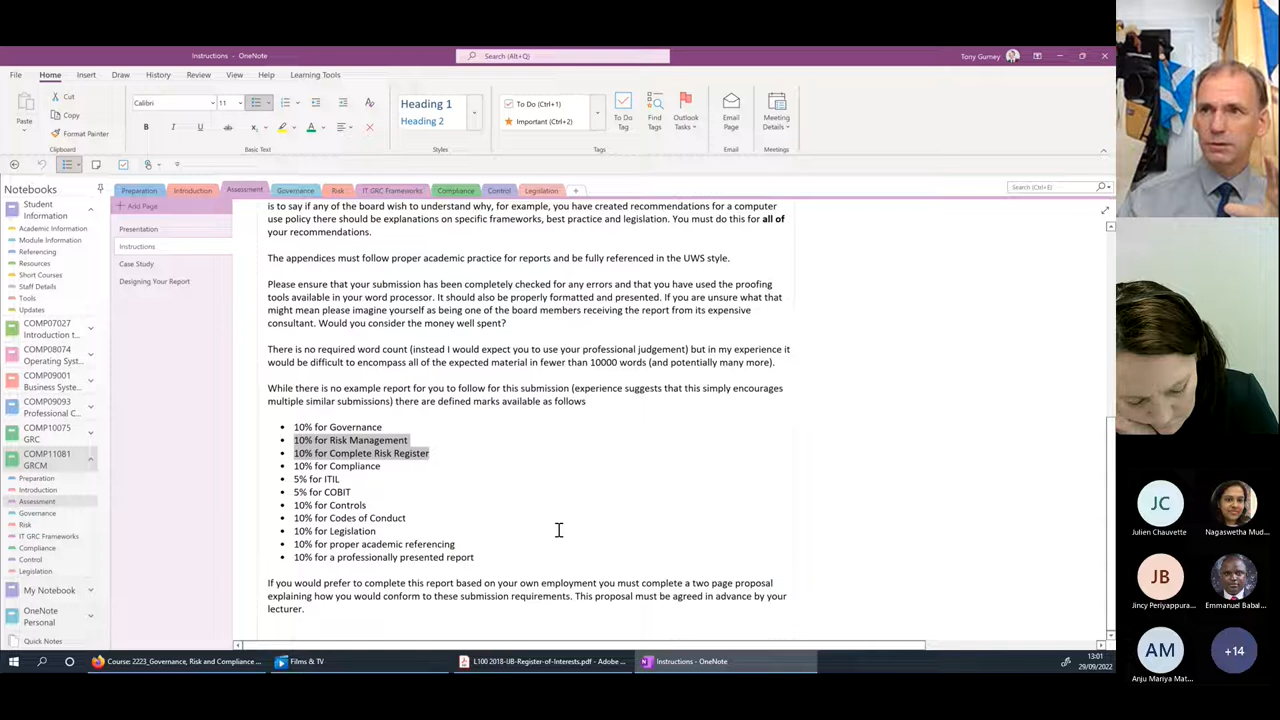 Instructions - OneNote
Search (Alt+Q)
Tony Gurney
File Home Insert Draw History Review View Help Learning Tools
Paste
Cut
Copy
Format Painter
Clipboard
Calibri 11
B I U ab x A
Basic Text
Heading 1
Heading 2
Styles
To Do (Ctrl+1)
Important (Ctrl+2)
To Do Tag
Find Tags
Outlook Tasks
Tags
Email Page
Email
Meeting Details
Meetings
Notebooks
Preparation Introduction Assessment Governance Risk IT GRC Frameworks Compliance Control Legislation +
Search (Ctrl+E)
Student Information
Academic Information
Module Information
Referencing
Resources
Short Courses
Staff Details
Tools
Updates
COMP07027 Introduction t...
COMP08074 Operating Syst...
COMP09001 Business Syste...
COMP09093 Professional C...
COMP10075 GRC
COMP11081 GRCM
Preparation
Introduction
Assessment
Governance
Risk
IT GRC Frameworks
Compliance
Control
Legislation
My Notebook
OneNote Personal
Quick Notes
Add Page
Presentation
Instructions
Case Study
Designing Your Report
is to say if any of the board wish to understand why, for example, you have created recommendations for a computer
use policy there should be explanations on specific frameworks, best practice and legislation. You must do this for all of
your recommendations.
The appendices must follow proper academic practice for reports and be fully referenced in the UWS style.
Please ensure that your submission has been completely checked for any errors and that you have used the proofing
tools available in your word processor. It should also be properly formatted and presented. If you are unsure what that
might mean please imagine yourself as being one of the board members receiving the report from its expensive
consultant. Would you consider the money well spent?
There is no required word count (instead I would expect you to use your professional judgement) but in my experience it
would be difficult to encompass all of the expected material in fewer than 10000 words (and potentially many more).
While there is no example report for you to follow for this submission (experience suggests that this simply encourages
multiple similar submissions) there are defined marks available as follows
• 10% for Governance
• 10% for Risk Management
• 10% for Complete Risk Register
• 10% for Compliance
• 5% for ITIL
• 5% for COBIT
• 10% for Controls
• 10% for Codes of Conduct
• 10% for Legislation
• 10% for proper academic referencing
• 10% for a professionally presented report
If you would prefer to complete this report based on your own employment you must complete a two page proposal
explaining how you would conform to these submission requirements. This proposal must be agreed in advance by your
lecturer.
Course: 2223_Governance, Risk and Compliance ...
Films & TV
L100 2018-IJB-Register-of-Interests.pdf - Adobe ...
Instructions - OneNote
13:01
29/09/2022
JC
Julien Chauvette
Nagaswetha Mud...
JB
Jincy Periyappura...
Emmanuel Babal...
AM
Anju Mariya Mat...
+14